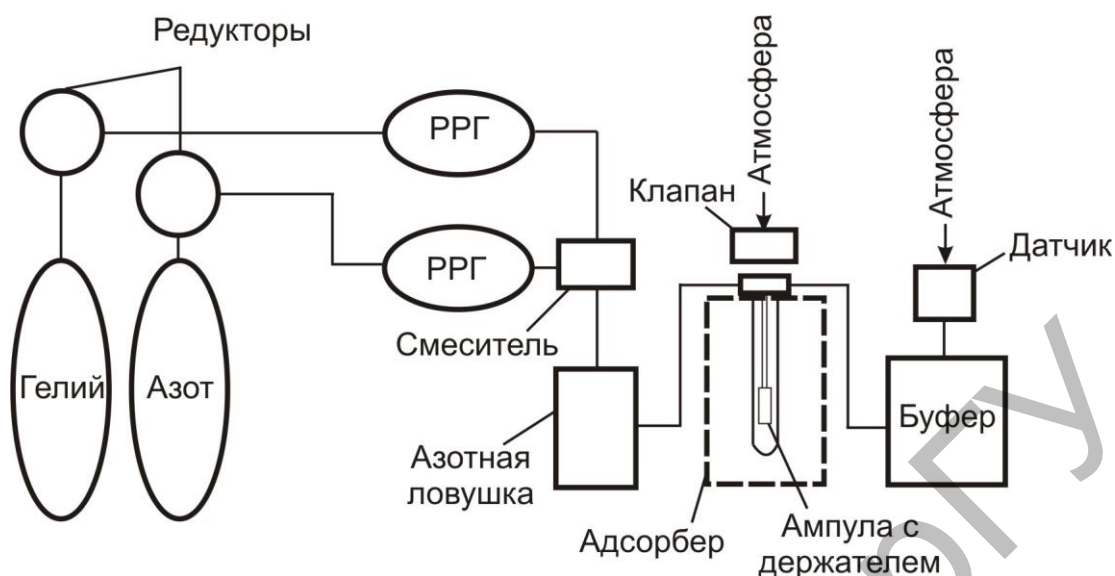 Редукторы
РРГ
РРГ
Смеситель
Гелий
Азот
Азотная
ловушка
Клапан
Атмосфера
Атмосфера
Датчик
Буфер
Адсорбер
Ампула с
держателем